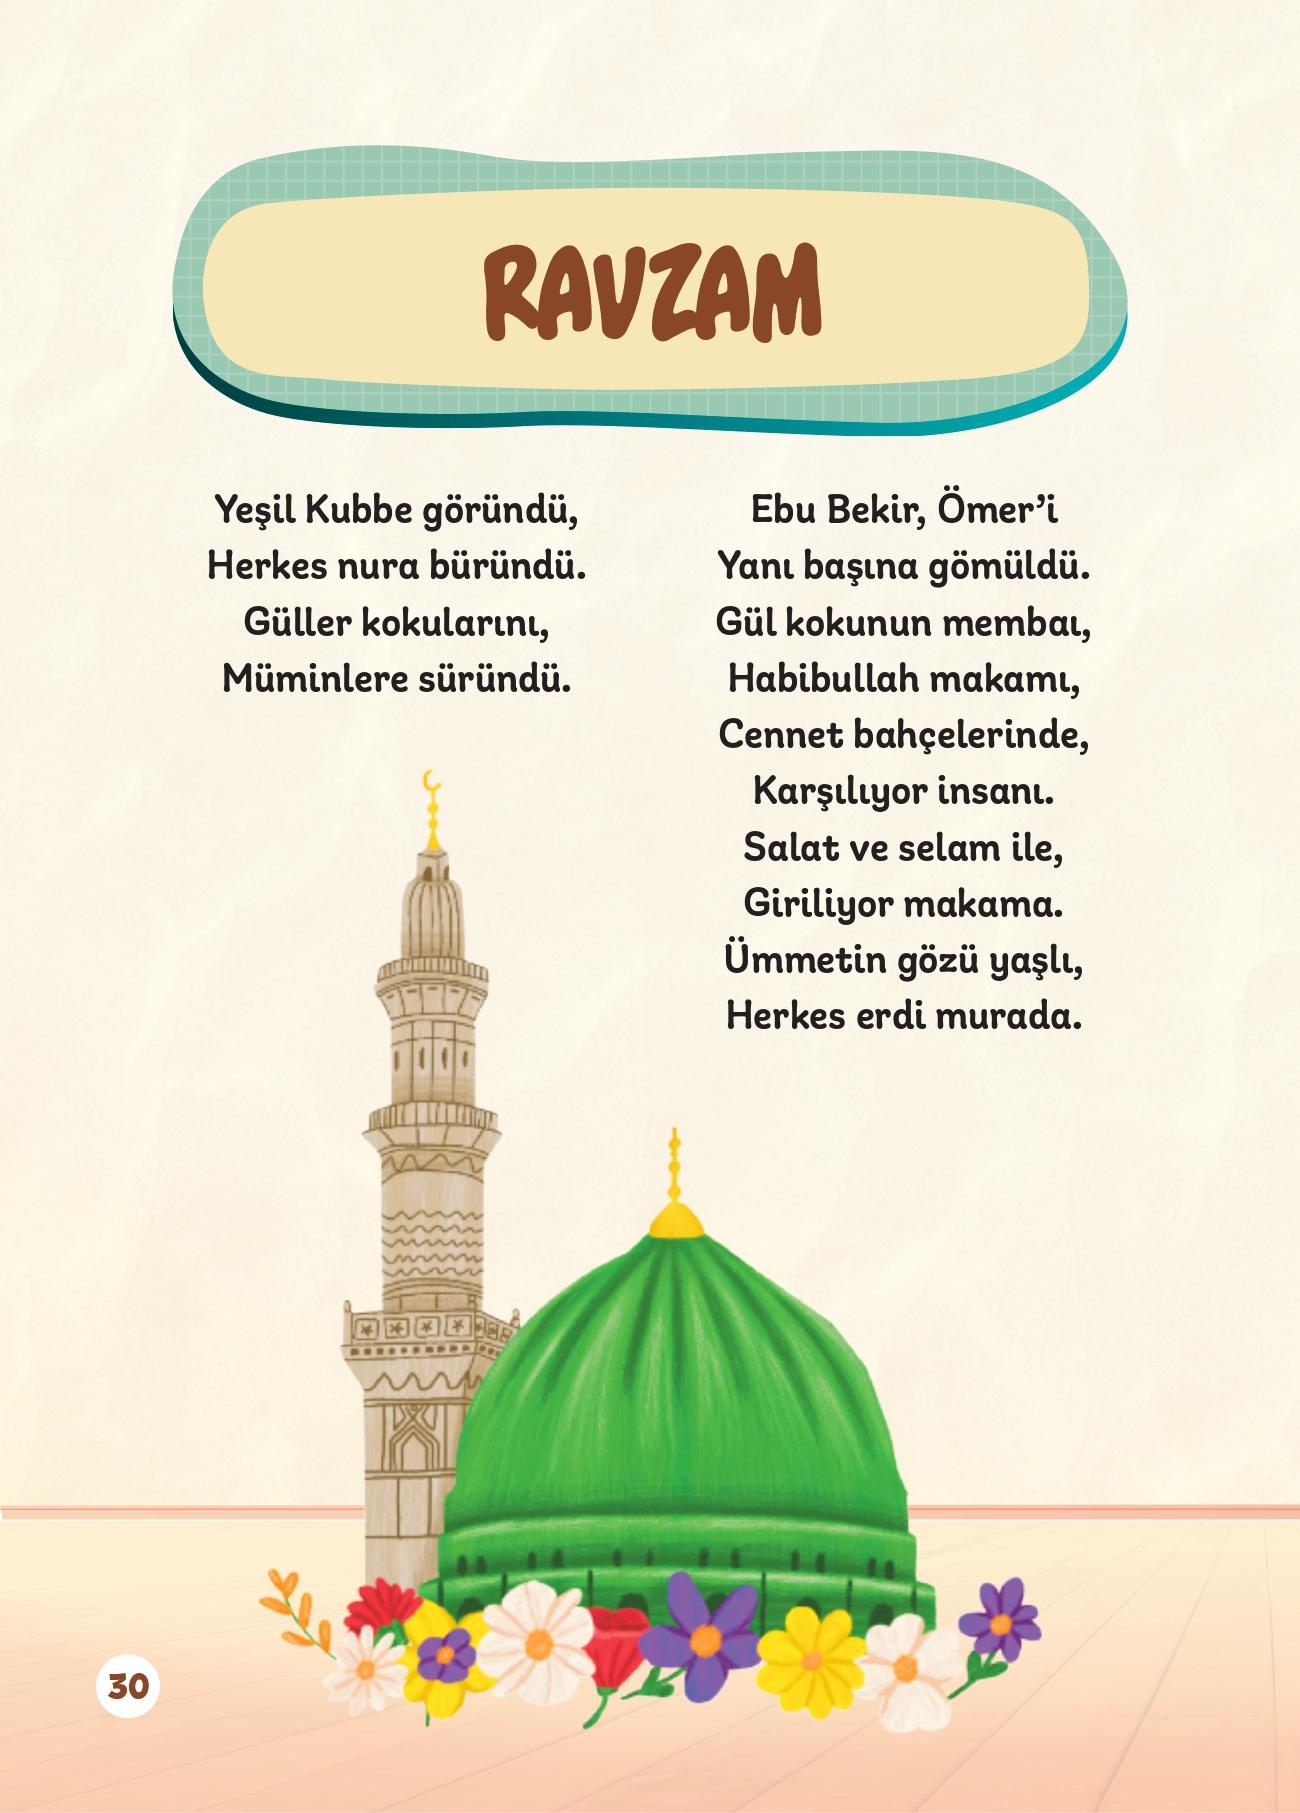 RAVZAM
Yeşil Kubbe göründü,
Herkes nura büründü.
Güller kokularını,
Müminlere süründü.
Ebu Bekir, Ömer’i
Yanı başına gömüldü.
Gül kokunun membaı,
Habibullah makamı,
Cennet bahçelerinde,
Karşılıyor insanı.
Salat ve selam ile,
Giriliyor makama.
Ümmetin gözü yaşlı,
Herkes erdi murada.
30